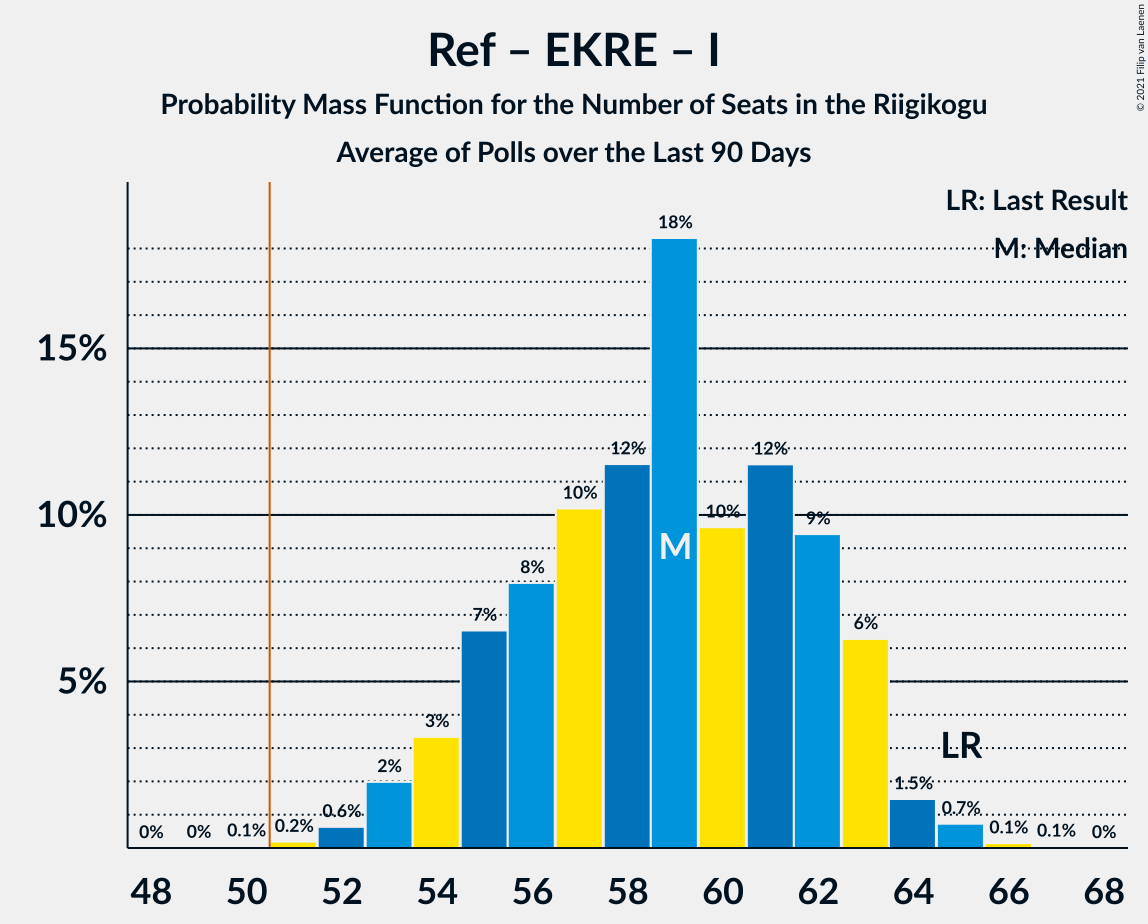 Ref – EKRE – I
Probability Mass Function for the Number of Seats in the Riigikogu
Average of Polls over the Last 90 Days
© 2021 Filip van Laenen
LR: Last Result
M: Median
15%
10%
5%
0% 0% 0.1% 0.2% 0.6% 2% 3% 7% 8% 10% 12% 18% 10% 12% 9% 6% 1.5% 0.7% 0.1% 0.1% 0%
M
LR
48 50 52 54 56 58 60 62 64 66 68